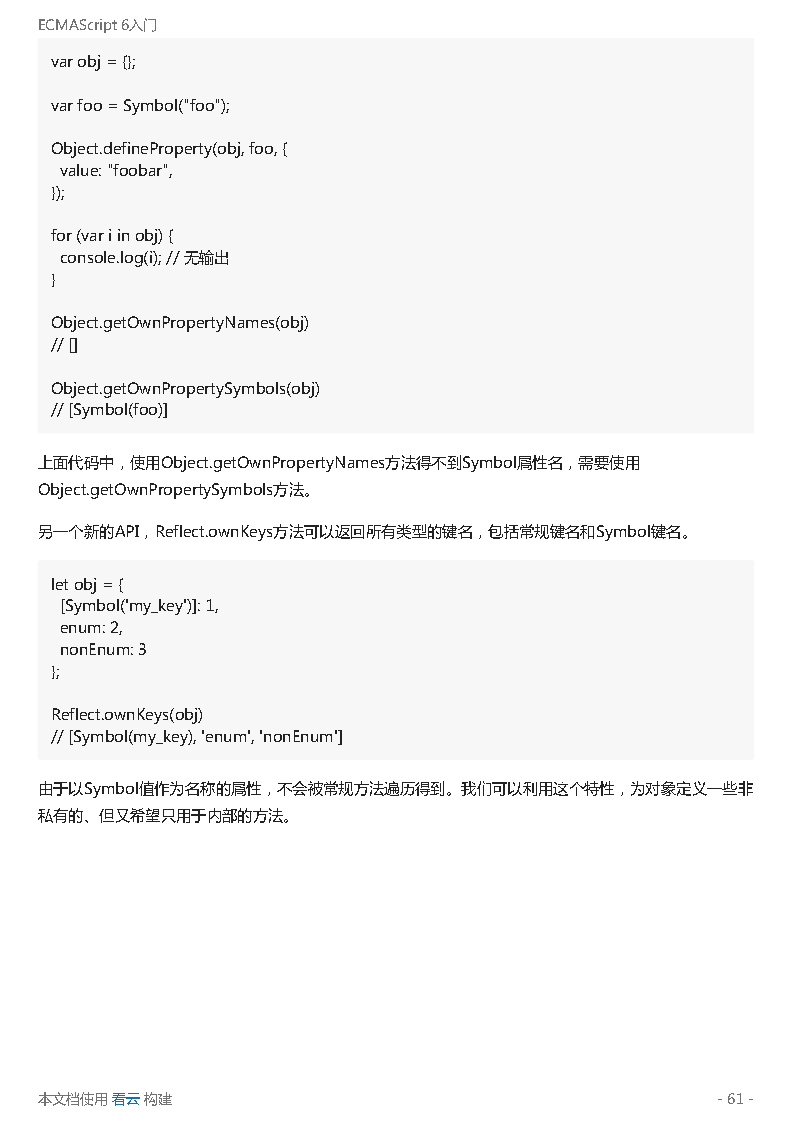 ECMAScript 6入门
var obj = {};
var foo = Symbol("foo");
Object.defineProperty(obj, foo, {
  value: "foobar",
});
for (var i in obj) {
  console.log(i); // 无输出
}
Object.getOwnPropertyNames(obj)
// []
Object.getOwnPropertySymbols(obj)
// [Symbol(foo)]
上面代码中，使用Object.getOwnPropertyNames方法得不到Symbol属性名，需要使用
Object.getOwnPropertySymbols方法。
另一个新的API，Reflect.ownKeys方法可以返回所有类型的键名，包括常规键名和Symbol键名。
let obj = {
  [Symbol('my_key')]: 1,
  enum: 2,
  nonEnum: 3
};
Reflect.ownKeys(obj)
// [Symbol(my_key), 'enum', 'nonEnum']
由于以Symbol值作为名称的属性，不会被常规方法遍历得到。我们可以利用这个特性，为对象定义一些非
私有的、但又希望只用于内部的方法。
本文档使用 看云 构建
- 61 -